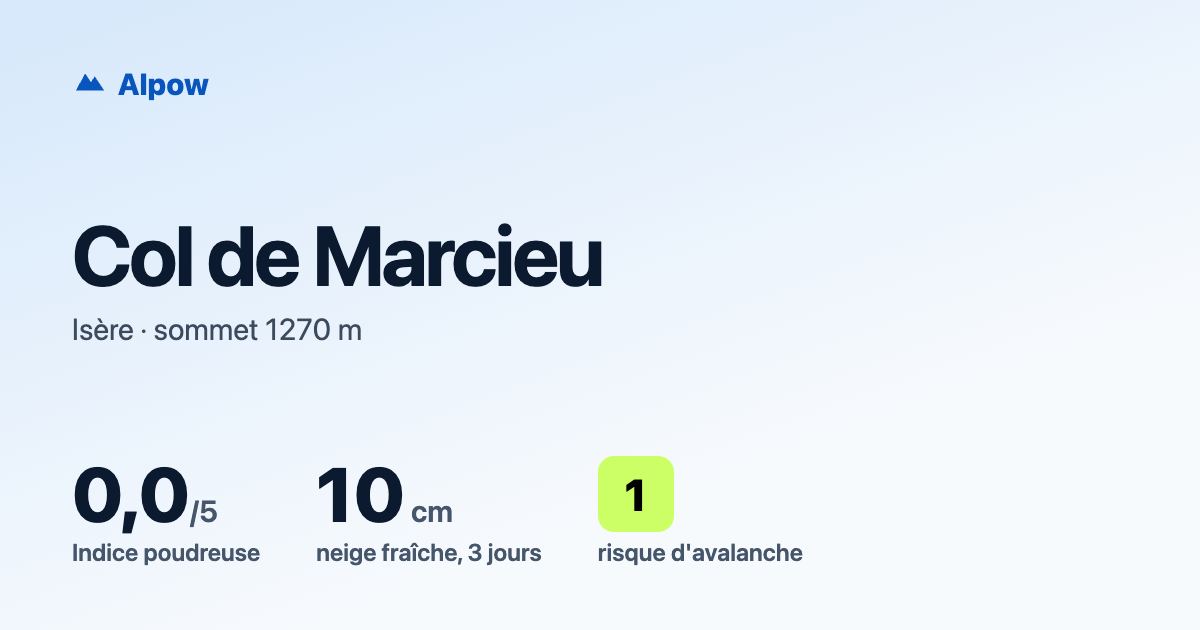 Alpow
Col de Marcieu
Isère · sommet 1270 m
0,0/5
Indice poudreuse
10 cm
neige fraîche, 3 jours
1
risque d'avalanche